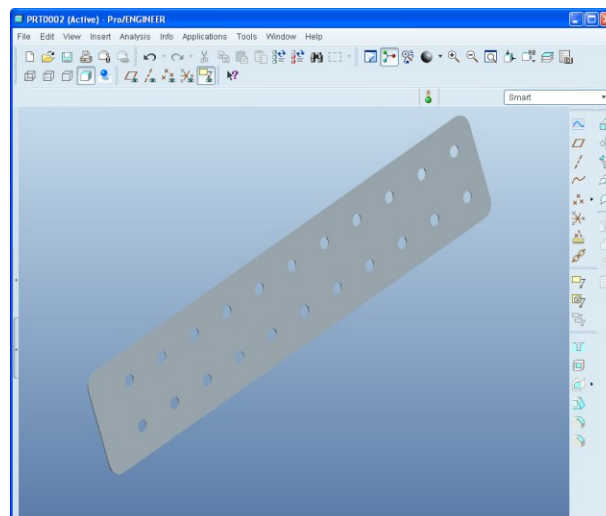 PRT0002 (Active) - Pro/ENGINEER
File Edit View Insert Analysis Info Applications Tools Window Help
Smart